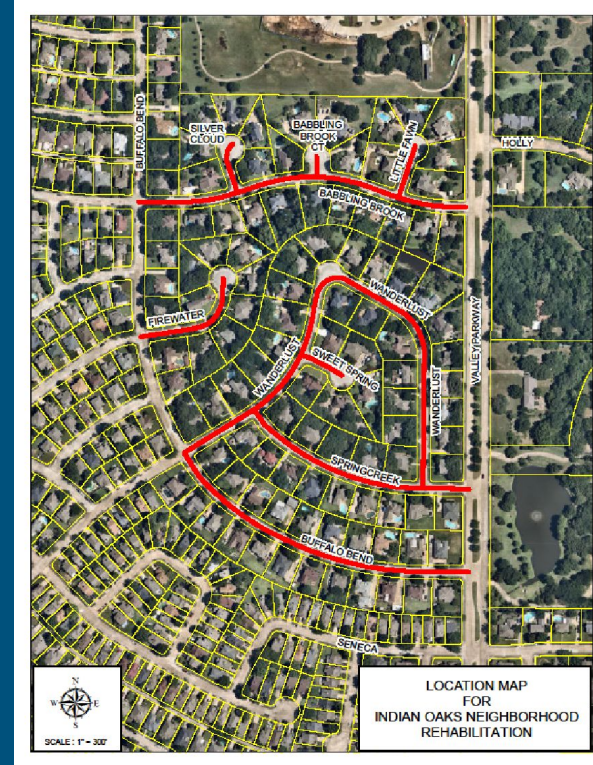 BUFFALO BEND
SILVER
CLOUD
BABBLING
BROOK
CT
LITTLE FAWN
HOLLY
BABBLING BROOK
WANDERLUST
FIREWATER
VALLEY PARKWAY
WANDERLUST
SWEET SPRING
WANDERLUST
SPRINGCREEK
BUFFALO BEND
SENECA
N
W E
S
SCALE : 1" = 300'
LOCATION MAP
FOR
INDIAN OAKS NEIGHBORHOOD
REHABILITATION